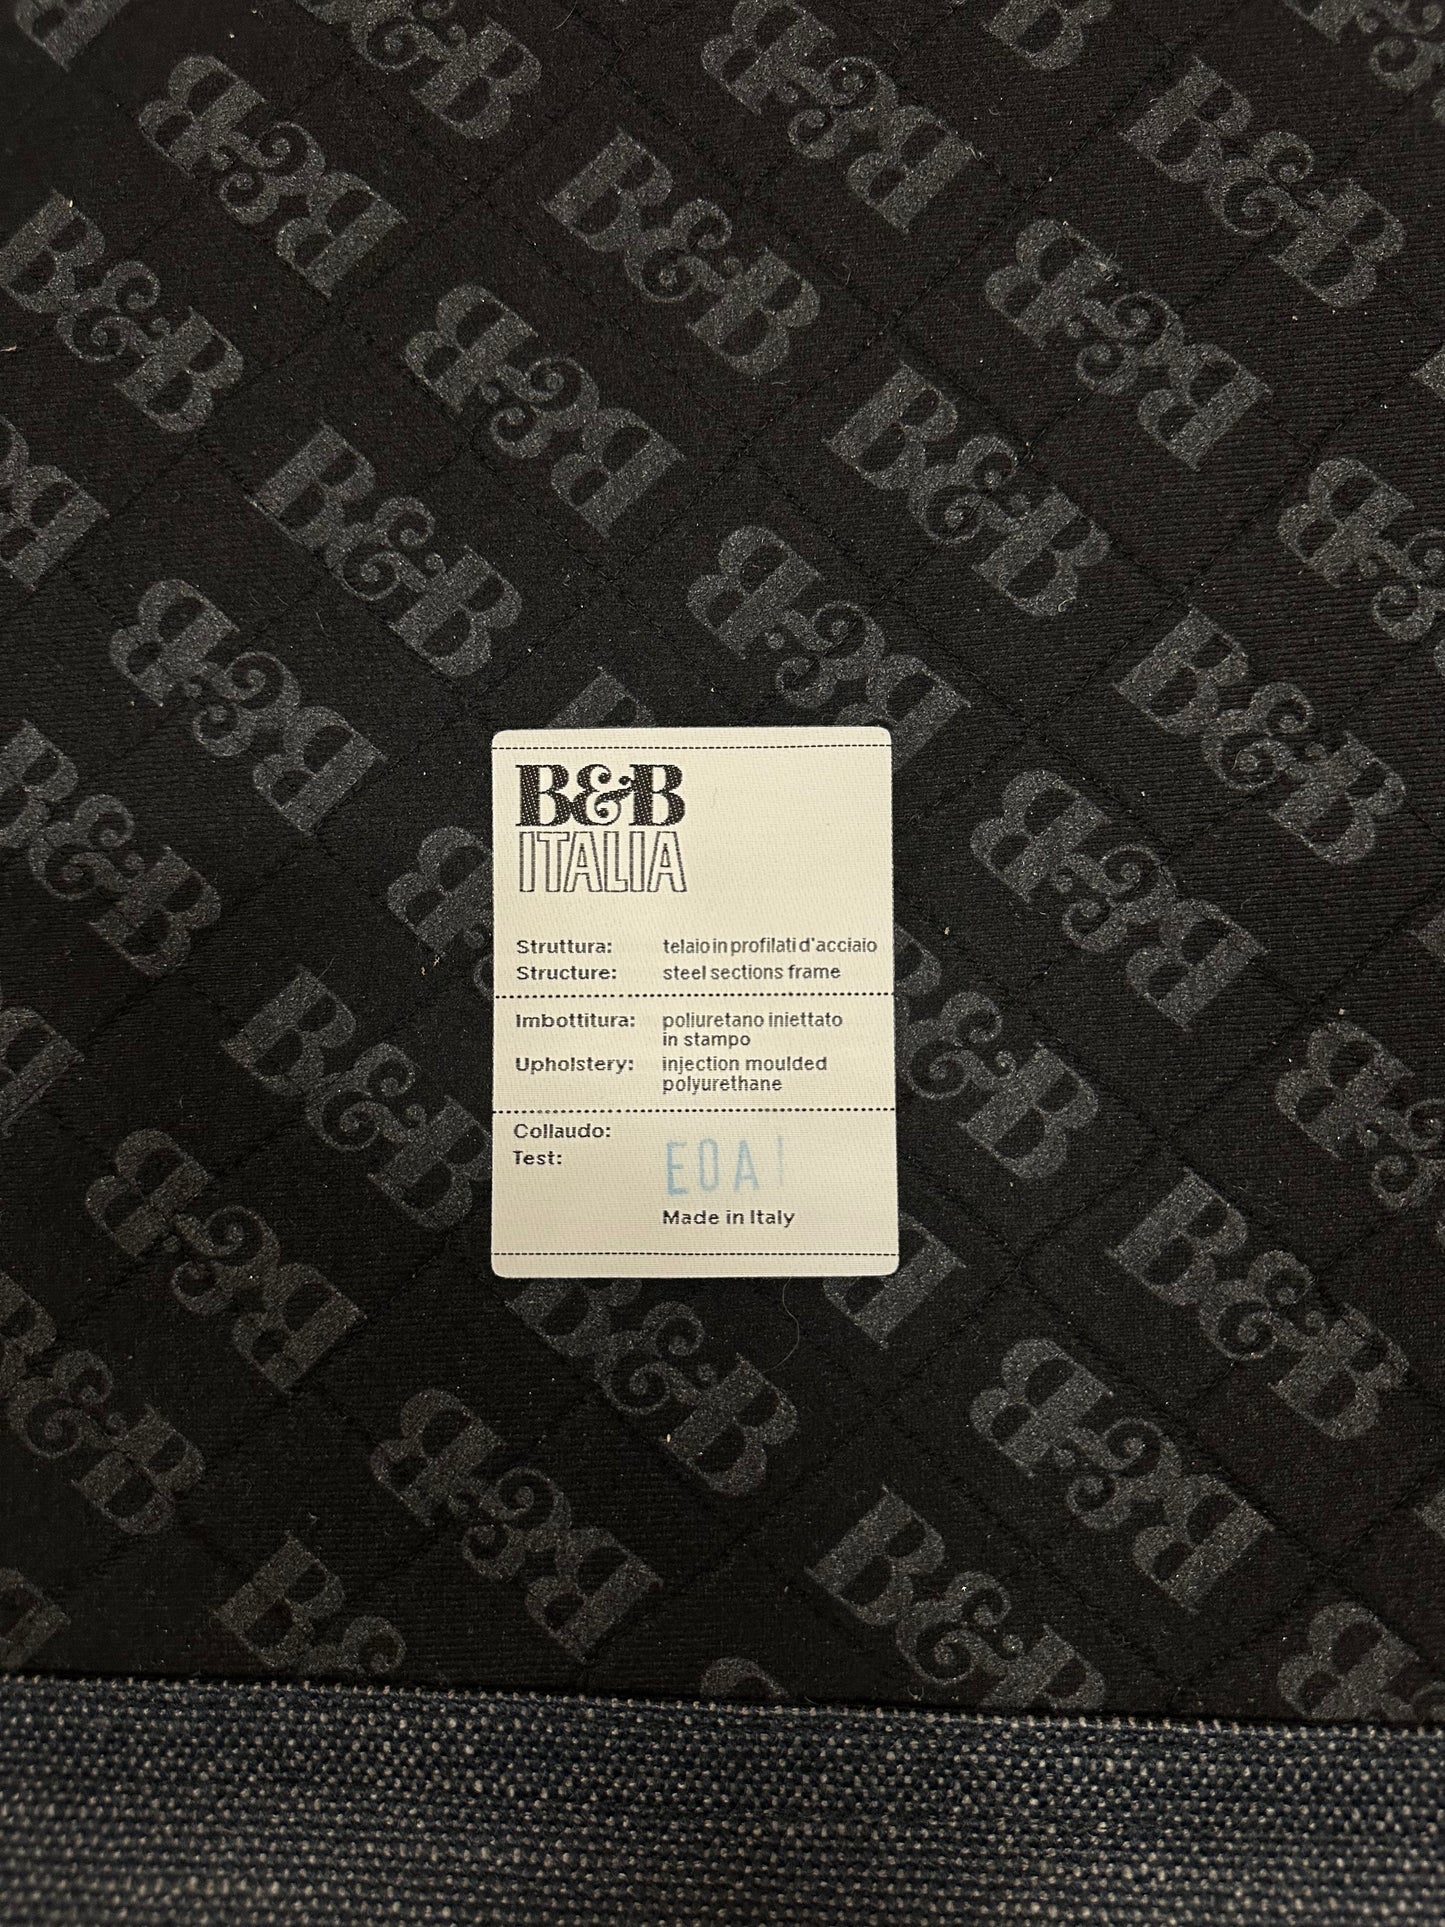 B&B
ITALIA
Struttura: telaio in profilati d'acciaio
Structure: steel sections frame
Imbottitura: poliuretano iniettato
in stampo
Upholstery: injection moulded
polyurethane
Collaudo:
Test: E0A
Made in Italy